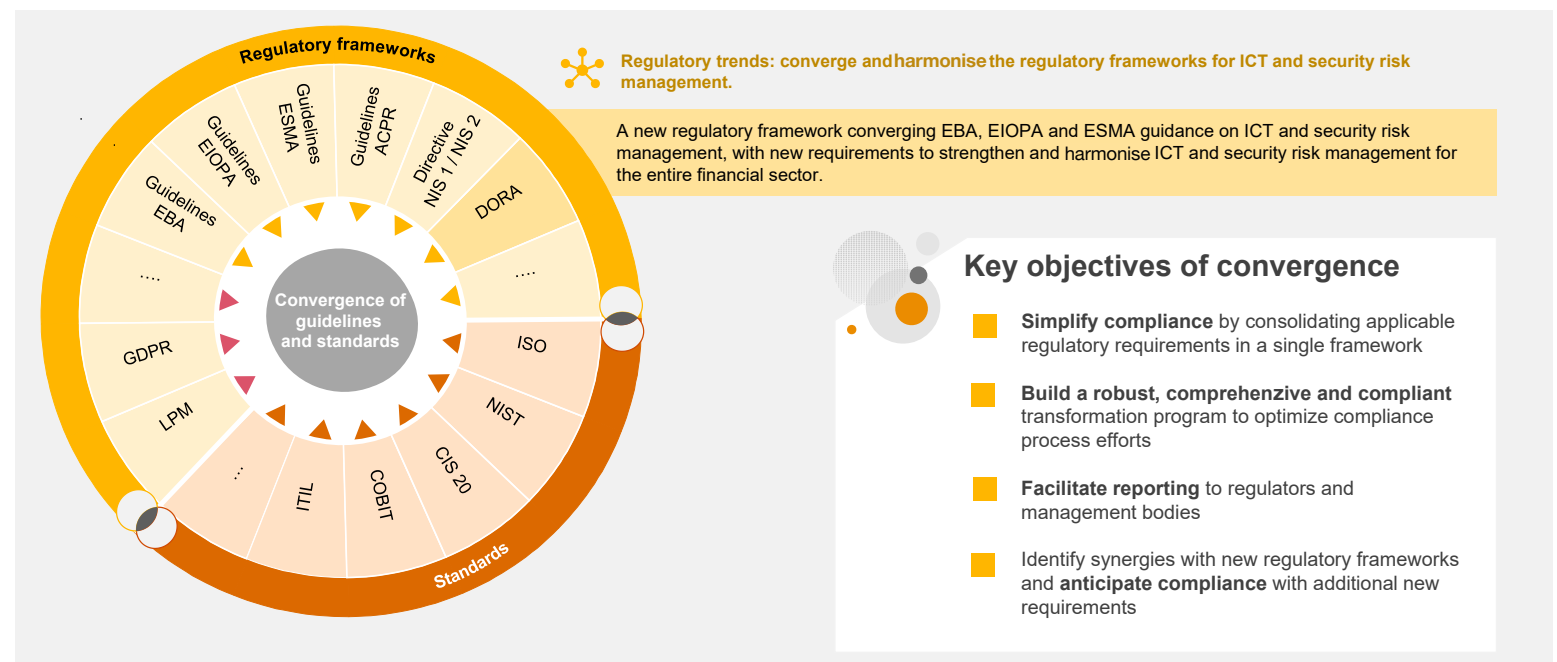 Regulatory frameworks
Guidelines
EBA
Guidelines
EIOPA
Guidelines
ESMA
Guidelines
ACPR
Directive
NIS 1 / NIS 2
DORA
....
ISO
NIST
CIS 20
COBIT
ITIL
...
LPM
GDPR
....
Standards
Convergence of
guidelines
and standards
Regulatory trends: converge and harmonise the regulatory frameworks for ICT and security risk
management.
A new regulatory framework converging EBA, EIOPA and ESMA guidance on ICT and security risk
management, with new requirements to strengthen and harmonise ICT and security risk management for
the entire financial sector.
Key objectives of convergence
Simplify compliance by consolidating applicable
regulatory requirements in a single framework
Build a robust, comprehenzive and compliant
transformation program to optimize compliance
process efforts
Facilitate reporting to regulators and
management bodies
Identify synergies with new regulatory frameworks
and anticipate compliance with additional new
requirements